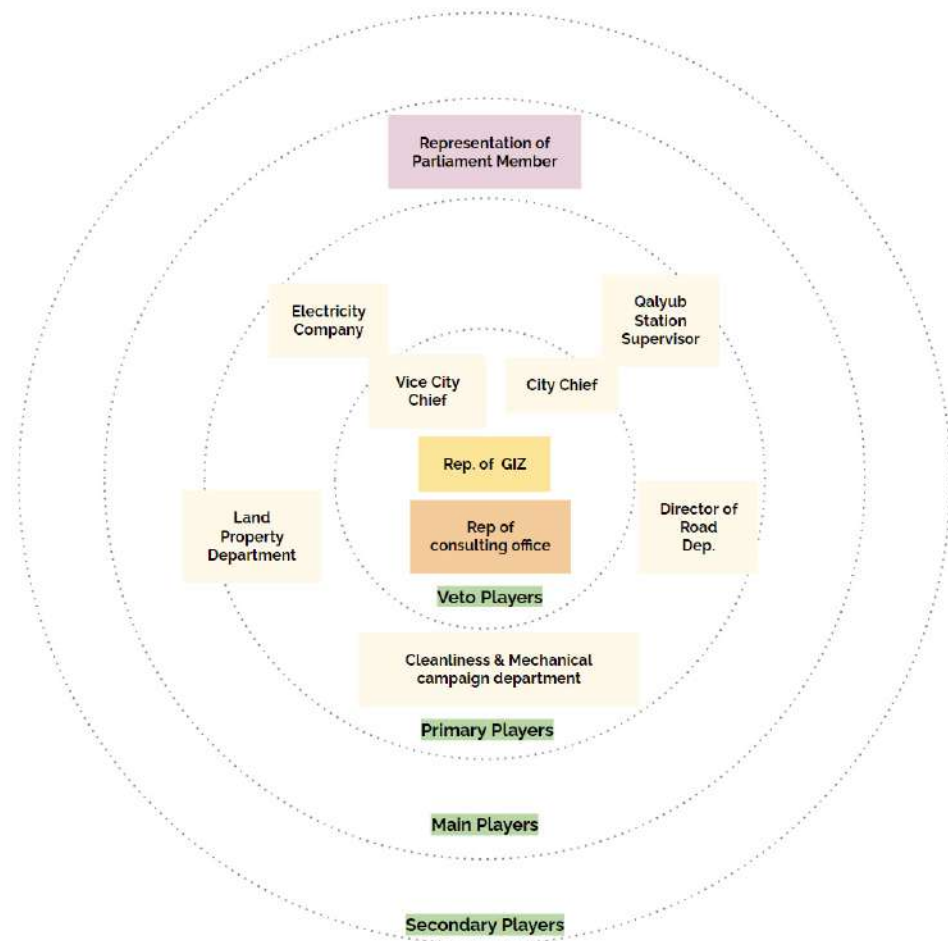 Representation of
Parliament Member
Electricity
Company
Qalyub
Station
Supervisor
Vice City
Chief
City Chief
Rep. of GIZ
Rep of
consulting office
Land
Property
Department
Director of
Road
Dep.
Veto Players
Cleanliness & Mechanical
campaign department
Primary Players
Main Players
Secondary Players